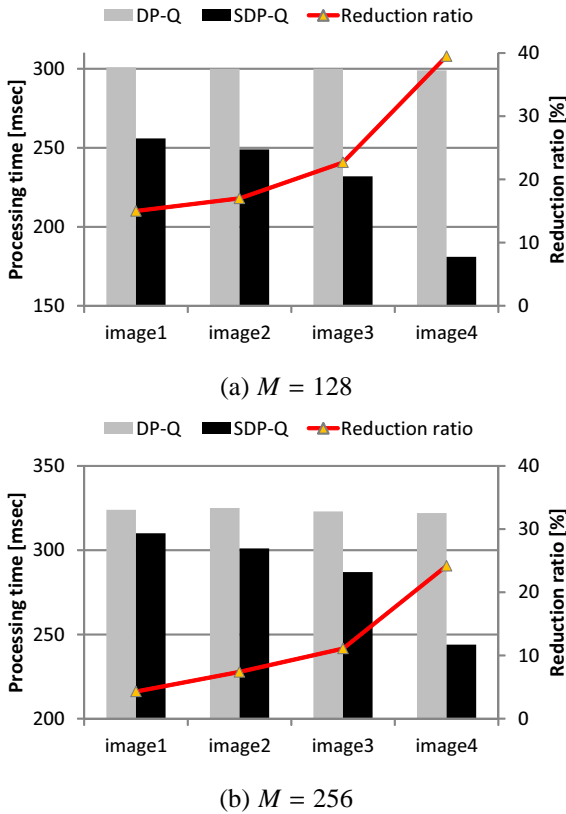 DP-Q SDP-Q Reduction ratio
Processing time [msec]
300
250
200
150
40
30
20
10
0
Reduction ratio [%]
image1 image2 image3 image4
(a) M = 128
DP-Q SDP-Q Reduction ratio
Processing time [msec]
350
300
250
200
40
30
20
10
0
Reduction ratio [%]
image1 image2 image3 image4
(b) M = 256